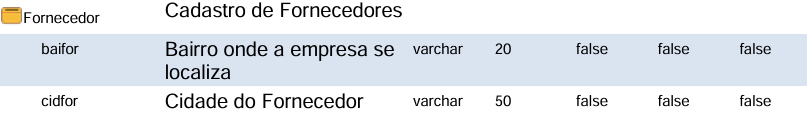 Fornecedor Cadastro de Fornecedores
baifor Bairro onde a empresa se varchar 20 false false false
localiza
cidfor Cidade do Fornecedor varchar 50 false false false